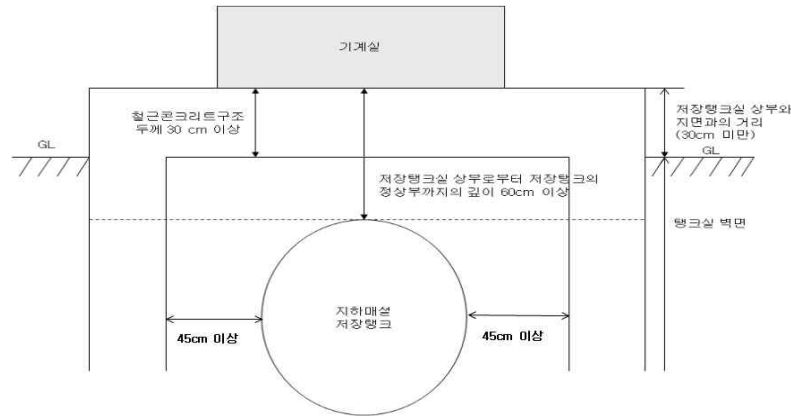 기계실
철근콘크리트구조
두께 30 cm 이상
저장탱크실 상부와
지면과의 거리
(30cm 미만)
GL
GL
저장탱크실 상부로부터 저장탱크의
정상부까지의 깊이 60cm 이상
탱크실 벽면
지하매설
저장탱크
45cm 이상
45cm 이상